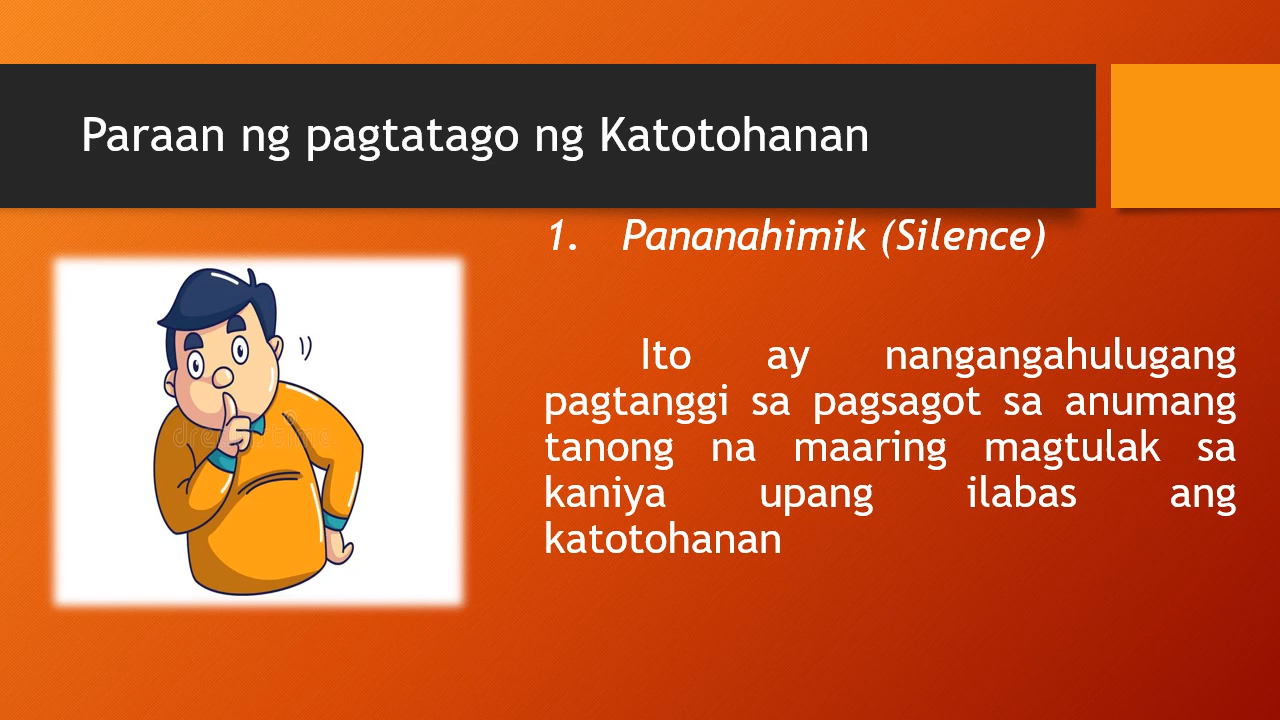 Paraan ng pagtatago ng Katotohanan
1. Pananahimik (Silence)
Ito ay nangangahulugang
pagtanggi sa pagsagot sa anumang
tanong na maaring magtulak sa
kaniya upang ilabas ang
katotohanan